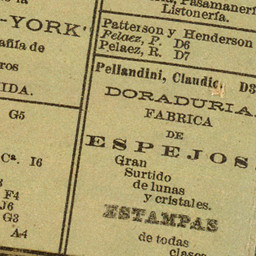 Pasamanerí
Listonería.
-YORK'
Patterson y Henderson
añía de
Pelaez, P. D6
Pelaez, R. D7
ros
IDA.
Pellandini, Claudio, D3
DORADURIA
FABRICA
DE
ESPEJOS
Gran
Surtido
de lunas
y cristales.
ESTAMPAS
de todas
clases
G5
Cª. I6
F4
J6
G3
A4